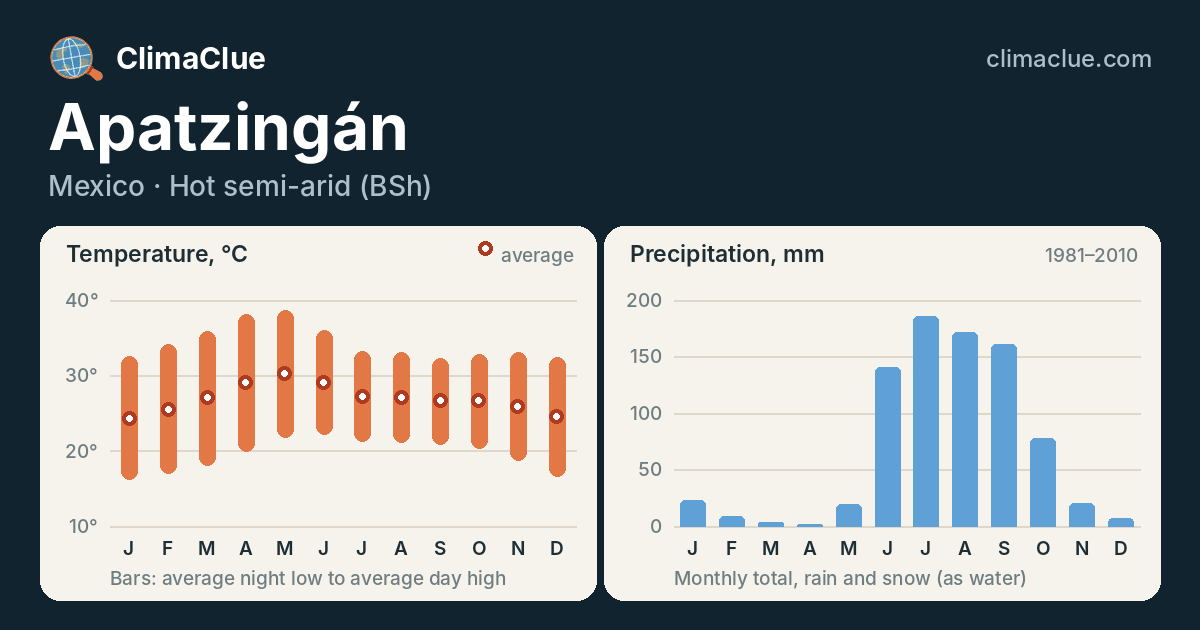 ClimaClue
climaclue.com
Apatzingán
Mexico · Hot semi-arid (BSh)
Temperature, °C
average
40°
30°
20°
10°
J F M A M J J A S O N D
Bars: average night low to average day high
Precipitation, mm
1981–2010
200
150
100
50
0
J F M A M J J A S O N D
Monthly total, rain and snow (as water)